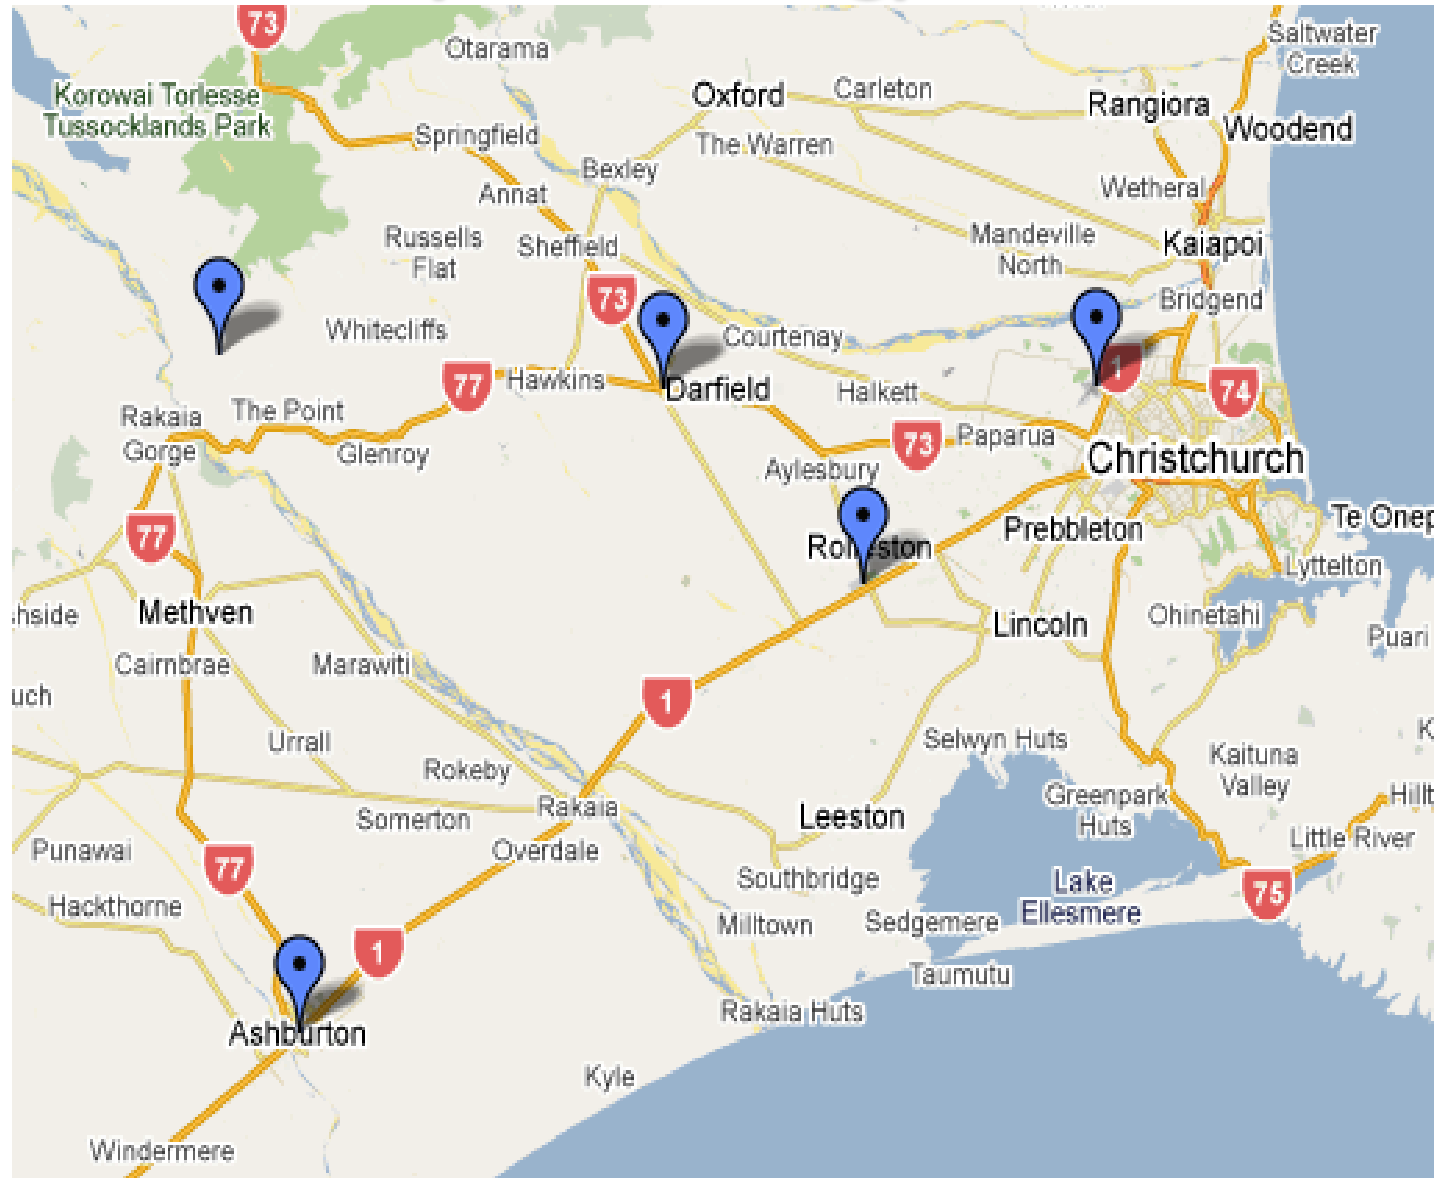 73
Otarama
Saltwater
Creek
Korowai Torlesse
Tussocklands Park
Oxford
Carleton
Rangiora
Woodend
Springfield
The Warren
Bexley
Annat
Wetheral
Russells
Flat
Sheffield
Mandeville
North
Kaiapoi
73
Bridgend
Whitecliffs
Courtenay
77
Hawkins
Darfield
Halkett
1
74
Rakaia
Gorge
The Point
Glenroy
73
Paparua
Christchurch
Aylesbury
77
Prebbleton
Te Onep
Lyttelton
hside
Methven
Lincoln
Ohinetahi
Puari
Cairnbrae
Marawiti
uch
1
Urrall
Selwyn Huts
K
Rokeby
Kaituna
Valley
Rakaia
Somerton
Leeston
Greenpark
Huts
Hillt
Little River
Punawai
77
Overdale
Southbridge
Lake
Ellesmere
75
Hackthorne
Milltown
Sedgemere
1
Taumutu
Ashburton
Rakaia Huts
Kyle
Windermere